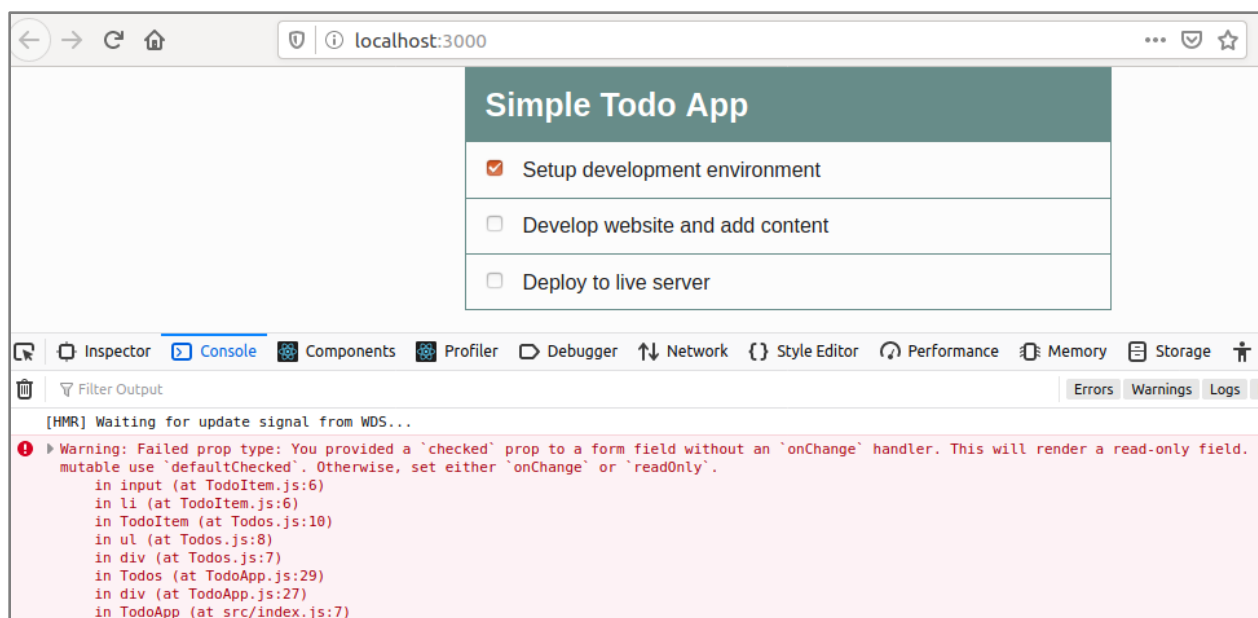 localhost:3000
Simple Todo App
Setup development environment
Develop website and add content
Deploy to live server
Inspector Console Components Profiler Debugger Network {} Style Editor Performance Memory Storage
Filter Output Errors Warnings Logs
[HMR] Waiting for update signal from WDS...
Warning: Failed prop type: You provided a `checked` prop to a form field without an `onChange` handler. This will render a read-only field.
mutable use `defaultChecked`. Otherwise, set either `onChange` or `readOnly`.
in input (at TodoItem.js:6)
in li (at TodoItem.js:6)
in TodoItem (at Todos.js:10)
in ul (at Todos.js:8)
in div (at Todos.js:7)
in Todos (at TodoApp.js:29)
in div (at TodoApp.js:27)
in TodoApp (at src/index.js:7)